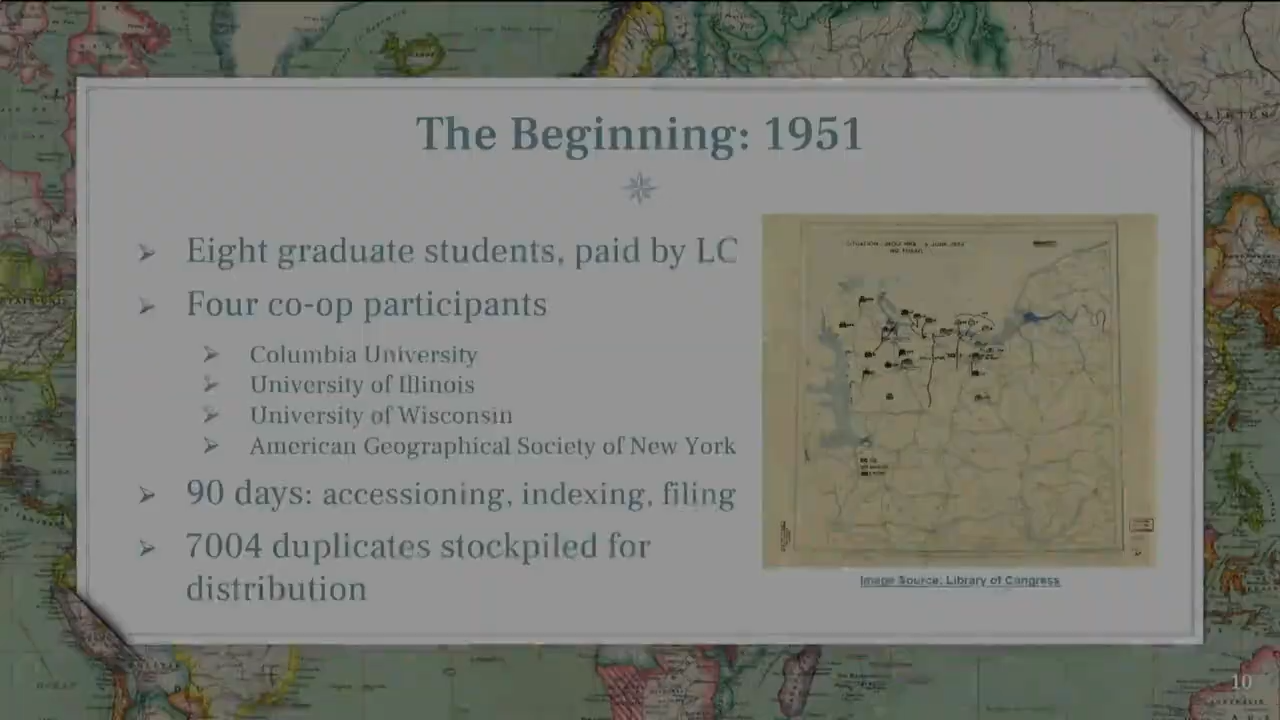 The Beginning: 1951
Eight graduate students, paid by LC
Four co-op participants
Columbia University
University of Illinois
University of Wisconsin
American Geographical Society of New York
90 days: accessioning, indexing, filing
7004 duplicates stockpiled for
distribution
Image Source: Library of Congress
10